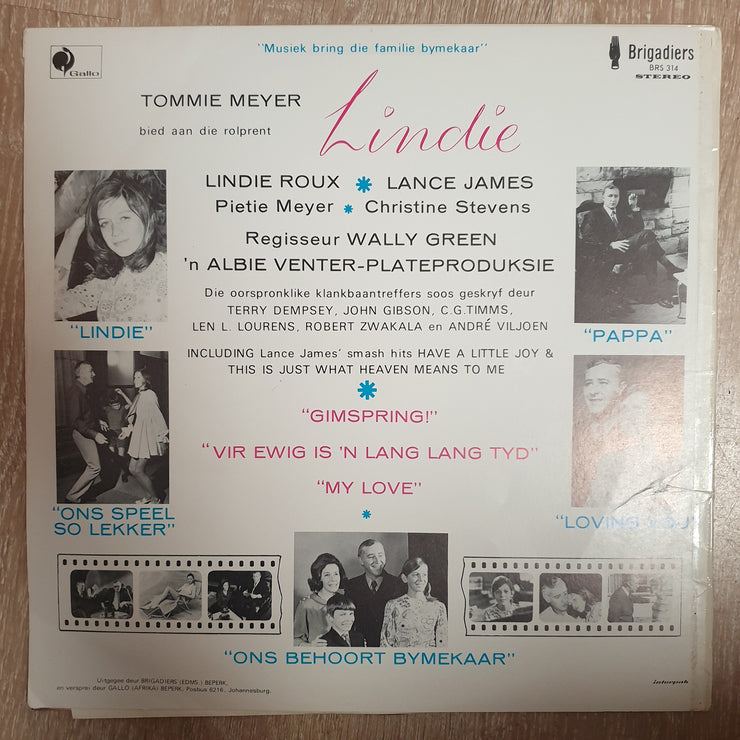 "Musiek bring die familie bymekaar"
Gallo
Brigadiers
BRS 314
STEREO
TOMMIE MEYER
bied aan die rolprent
Lindie
LINDIE ROUX * LANCE JAMES
Pietie Meyer * Christine Stevens
Regisseur WALLY GREEN
'n ALBIE VENTER-PLATEPRODUKSIE
Die oorspronklike klankbaantreffers soos geskryf deur
TERRY DEMPSEY, JOHN GIBSON, C.G.TIMMS,
LEN L. LOURENS, ROBERT ZWAKALA en ANDRÉ VILJOEN
INCLUDING Lance James' smash hits HAVE A LITTLE JOY &
THIS IS JUST WHAT HEAVEN MEANS TO ME
"LINDIE"
"PAPPA"
"GIMSPRING!"
"VIR EWIG IS 'N LANG LANG TYD"
"MY LOVE"
"ONS SPEEL
SO LEKKER"
"LOVING YOU"
"ONS BEHOORT BYMEKAAR"
Uitgegee deur BRIGADIERS (EDMS.) BEPERK,
en versprei deur GALLO (AFRIKA) BEPERK, Posbus 6216, Johannesburg.
interpak